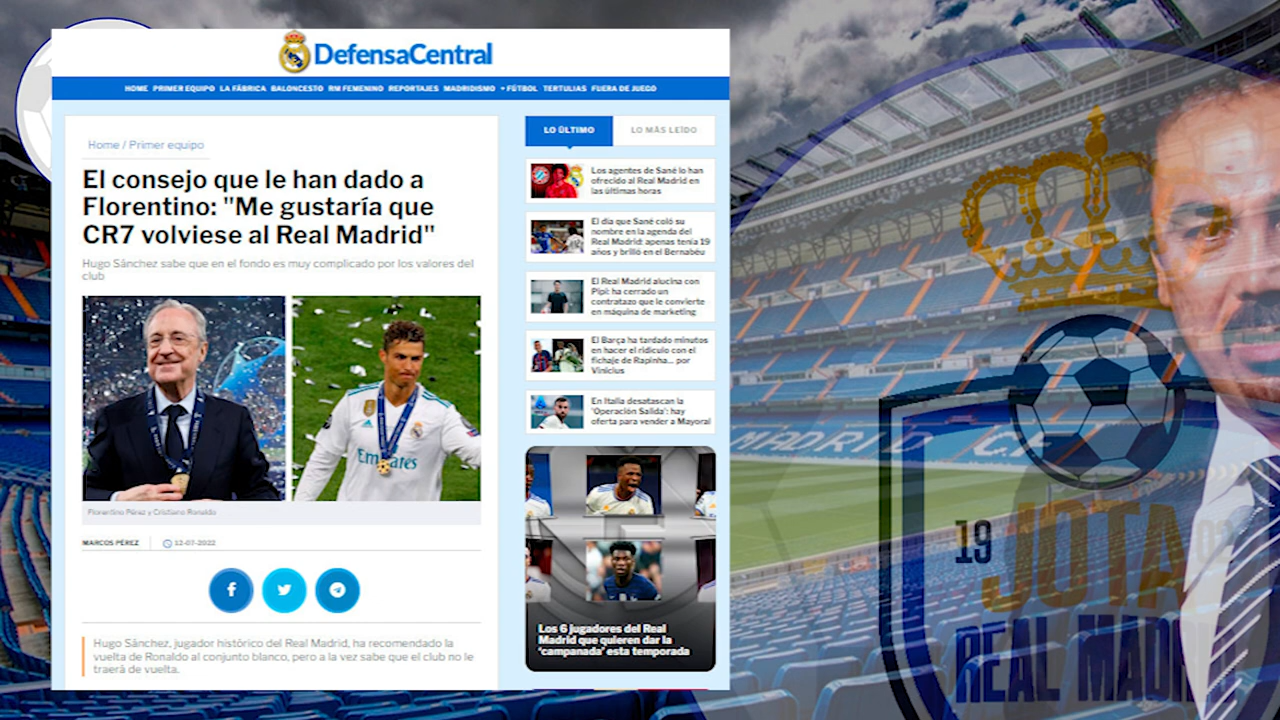 DefensaCentral
HOME PRIMER EQUIPO LA FÁBRICA BALONCESTO RM FEMENINO REPORTAJES MADRIDISMO + FÚTBOL TERTULIAS FUERA DE JUEGO
Home / Primer equipo
El consejo que le han dado a
Florentino: "Me gustaría que
CR7 volviese al Real Madrid"
Hugo Sánchez sabe que en el fondo es muy complicado por los valores del
club
Emirates
Florentino Pérez y Cristiano Ronaldo
MARCOS PÉREZ 12-07-2022
Hugo Sánchez, jugador histórico del Real Madrid, ha recomendado la
vuelta de Ronaldo al conjunto blanco, pero a la vez sabe que el club no le
traerá de vuelta.
LO ÚLTIMO LO MÁS LEÍDO
Los agentes de Sané lo han
ofrecido al Real Madrid en
las últimas horas
El día que Sané coló su
nombre en la agenda del
Real Madrid: apenas tenía 19
años y brilló en el Bernabéu
El Real Madrid alucina con
Pipi: ha cerrado un
contratazo que le convierte
en máquina de marketing
El Barça ha tardado minutos
en hacer el ridículo con el
fichaje de Rapinha... por
Vinicius
En Italia desatascan la
'Operación Salida': hay
oferta para vender a Mayoral
Los 6 jugadores del Real
Madrid que quieren dar la
'campanada' esta temporada
MADRID C F
19 02
JOTA
REAL MADRID